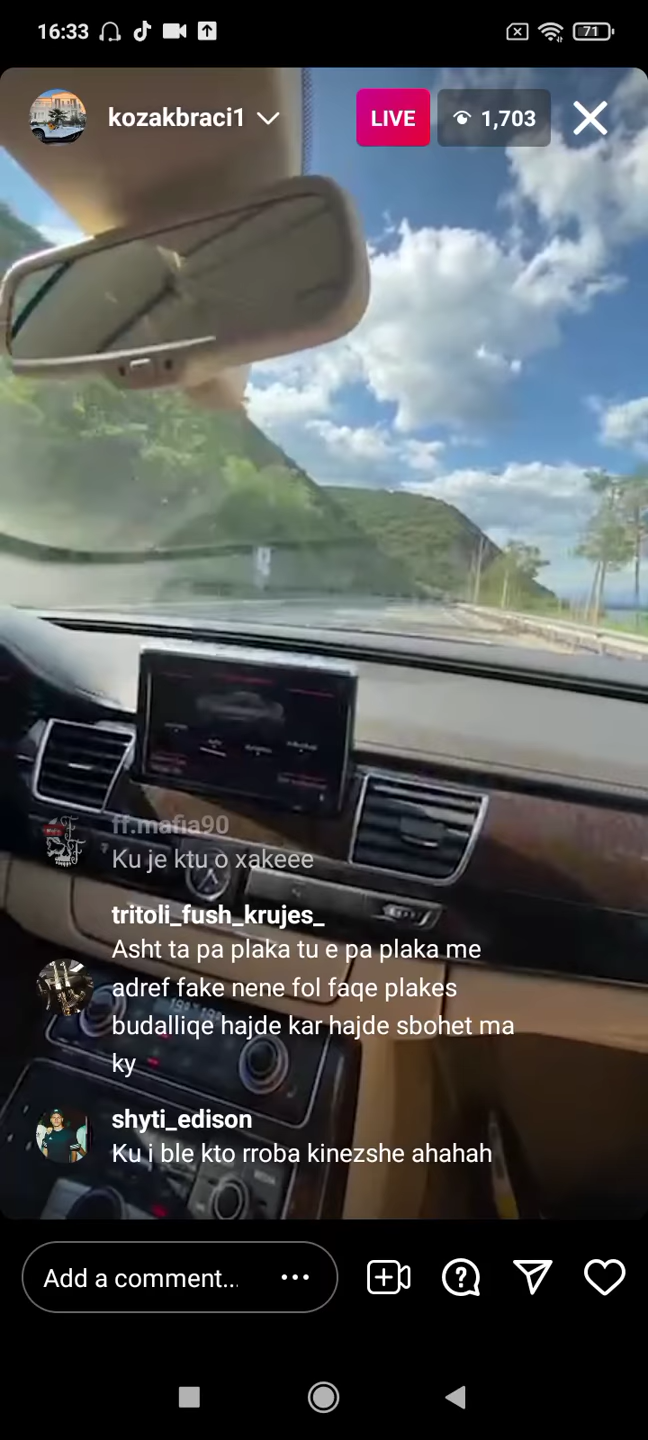 16:33
71
kozakbraci1
LIVE
1,703
ff.mafia90
Ku je ktu o xakeee
tritoli_fush_krujes_
Asht ta pa plaka tu e pa plaka me
adref fake nene fol faqe plakes
budalliqe hajde kar hajde sbohet ma
ky
shyti_edison
Ku i ble kto rroba kinezshe ahahah
Add a comment...